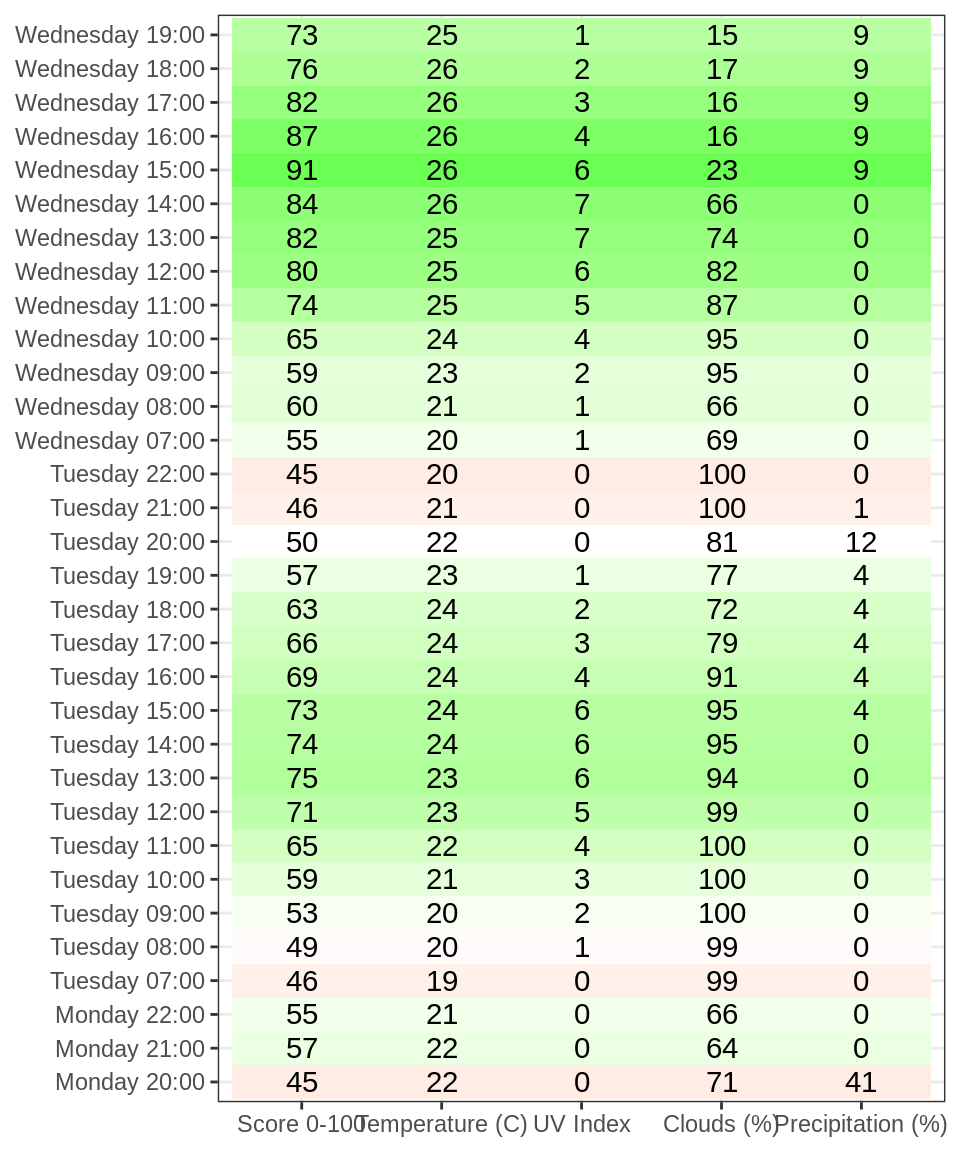 Wednesday 19:00 73 25 1 15 9
Wednesday 18:00 76 26 2 17 9
Wednesday 17:00 82 26 3 16 9
Wednesday 16:00 87 26 4 16 9
Wednesday 15:00 91 26 6 23 9
Wednesday 14:00 84 26 7 66 0
Wednesday 13:00 82 25 7 74 0
Wednesday 12:00 80 25 6 82 0
Wednesday 11:00 74 25 5 87 0
Wednesday 10:00 65 24 4 95 0
Wednesday 09:00 59 23 2 95 0
Wednesday 08:00 60 21 1 66 0
Wednesday 07:00 55 20 1 69 0
Tuesday 22:00 45 20 0 100 0
Tuesday 21:00 46 21 0 100 1
Tuesday 20:00 50 22 0 81 12
Tuesday 19:00 57 23 1 77 4
Tuesday 18:00 63 24 2 72 4
Tuesday 17:00 66 24 3 79 4
Tuesday 16:00 69 24 4 91 4
Tuesday 15:00 73 24 6 95 4
Tuesday 14:00 74 24 6 95 0
Tuesday 13:00 75 23 6 94 0
Tuesday 12:00 71 23 5 99 0
Tuesday 11:00 65 22 4 100 0
Tuesday 10:00 59 21 3 100 0
Tuesday 09:00 53 20 2 100 0
Tuesday 08:00 49 20 1 99 0
Tuesday 07:00 46 19 0 99 0
Monday 22:00 55 21 0 66 0
Monday 21:00 57 22 0 64 0
Monday 20:00 45 22 0 71 41
Score 0-100 Temperature (C) UV Index Clouds (%) Precipitation (%)